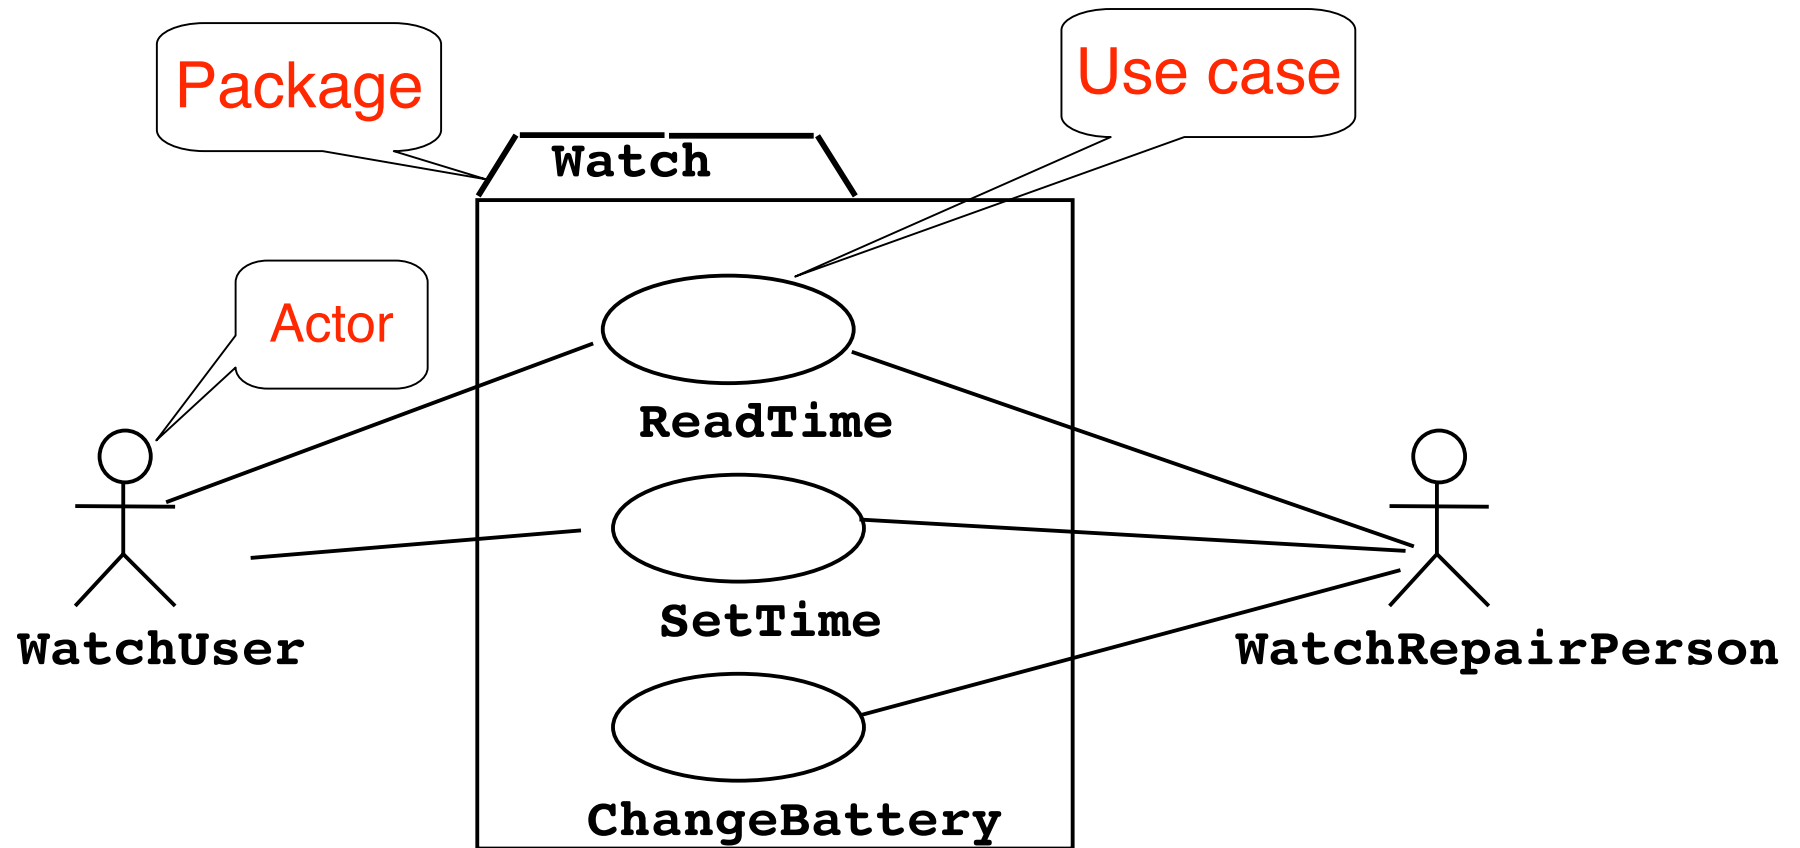 Package
Use case
Watch
Actor
ReadTime
SetTime
WatchUser
WatchRepairPerson
ChangeBattery